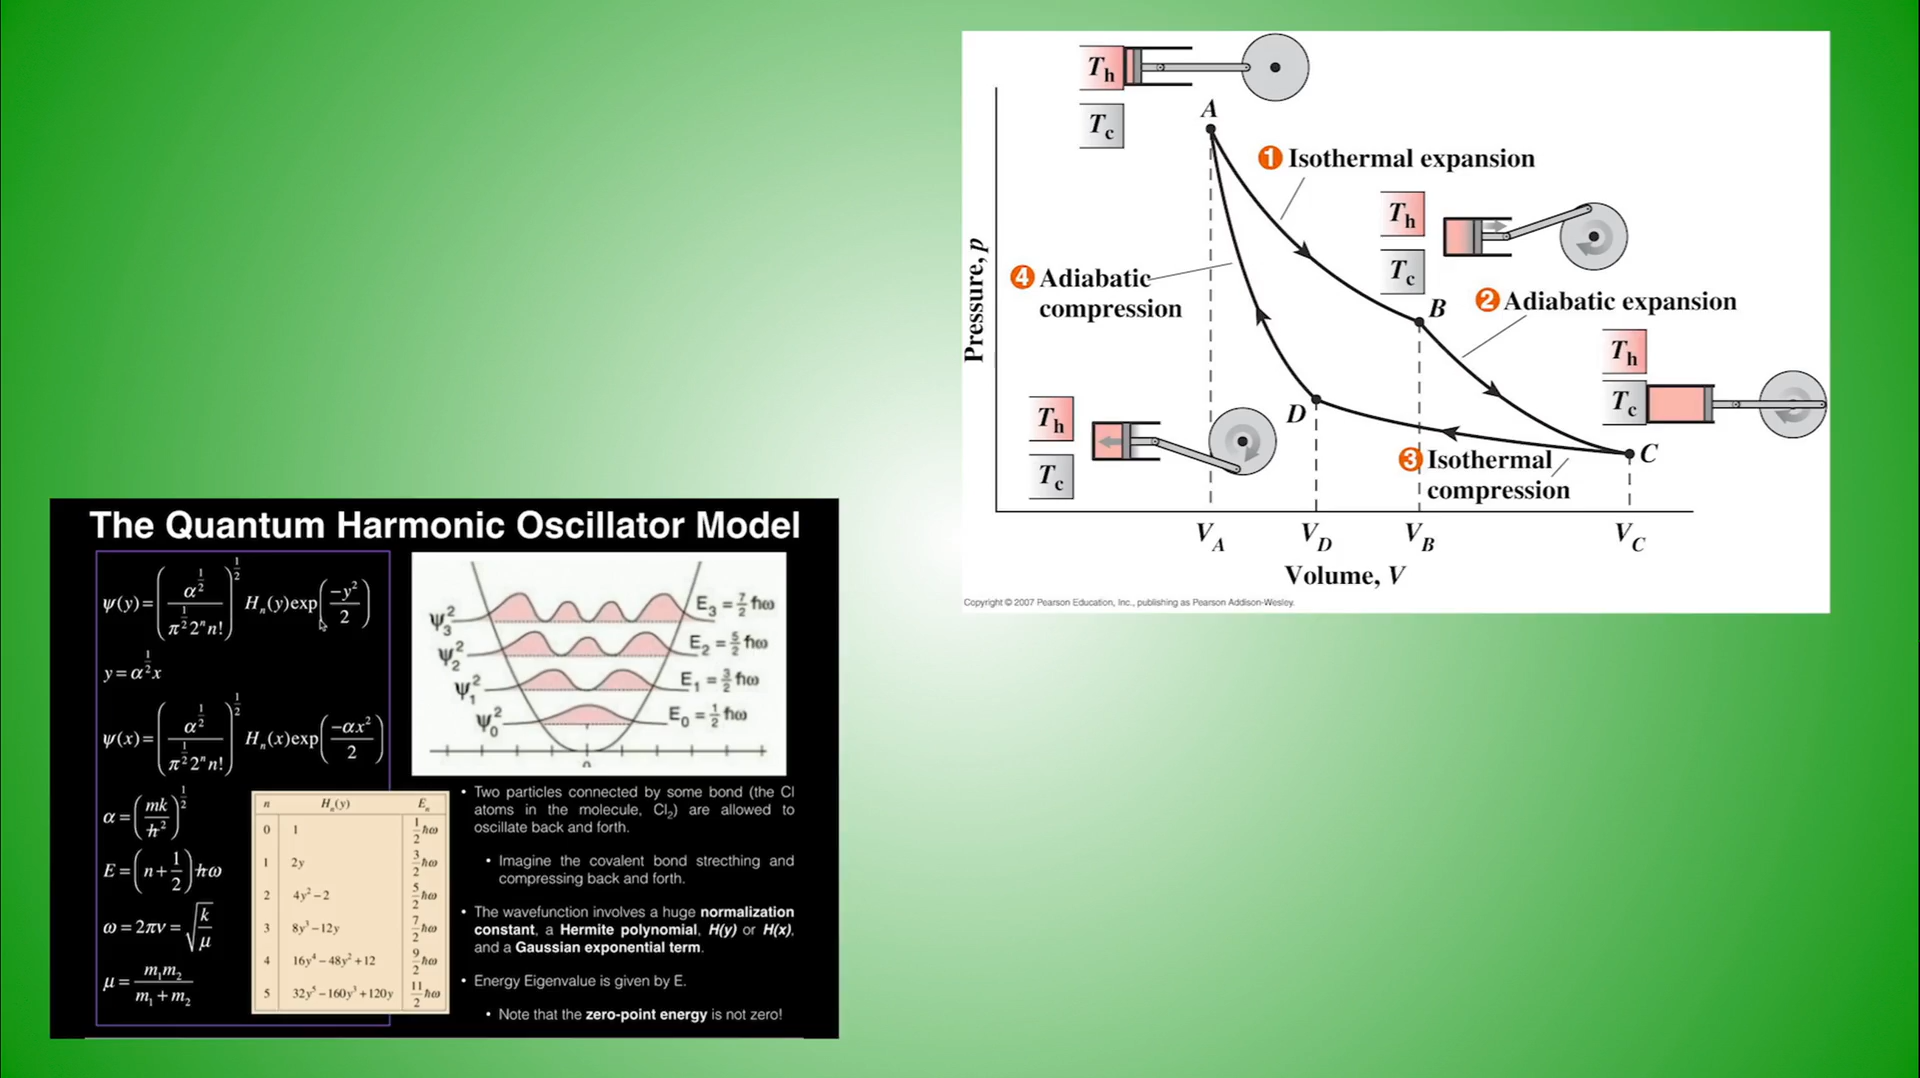 The Quantum Harmonic Oscillator Model
ψ(y) = (α^{1/2} / π^{1/2} 2^n n!)^{1/2} H_n(y) exp(−y² / 2)
y = α^{1/2} x
ψ(x) = (α^{1/2} / π^{1/2} 2^n n!)^{1/2} H_n(x) exp(−αx² / 2)
α = (mk / ħ²)^{1/2}
E = (n + 1/2) ħω
ω = 2πν = √(k / μ)
μ = m₁m₂ / (m₁ + m₂)
n H_n(y) E_n
0 1 1/2 ħω
1 2y 3/2 ħω
2 4y² − 2 5/2 ħω
3 8y³ − 12y 7/2 ħω
4 16y⁴ − 48y² + 12 9/2 ħω
5 32y⁵ − 160y³ + 120y 11/2 ħω
ψ₃² E₃ = 7/2 ħω
ψ₂² E₂ = 5/2 ħω
ψ₁² E₁ = 3/2 ħω
ψ₀² E₀ = 1/2 ħω
0
• Two particles connected by some bond (the Cl
atoms in the molecule, Cl₂) are allowed to
oscillate back and forth.
• Imagine the covalent bond strecthing and
compressing back and forth.
• The wavefunction involves a huge normalization
constant, a Hermite polynomial, H(y) or H(x),
and a Gaussian exponential term.
• Energy Eigenvalue is given by E.
• Note that the zero-point energy is not zero!
T_h
T_c
A
1 Isothermal expansion
T_h
T_c
4 Adiabatic
compression
B
2 Adiabatic expansion
T_h
T_c
T_h
T_c
D
C
3 Isothermal
compression
Pressure, p
V_A V_D V_B V_C
Volume, V
Copyright © 2007 Pearson Education, Inc., publishing as Pearson Addison-Wesley.